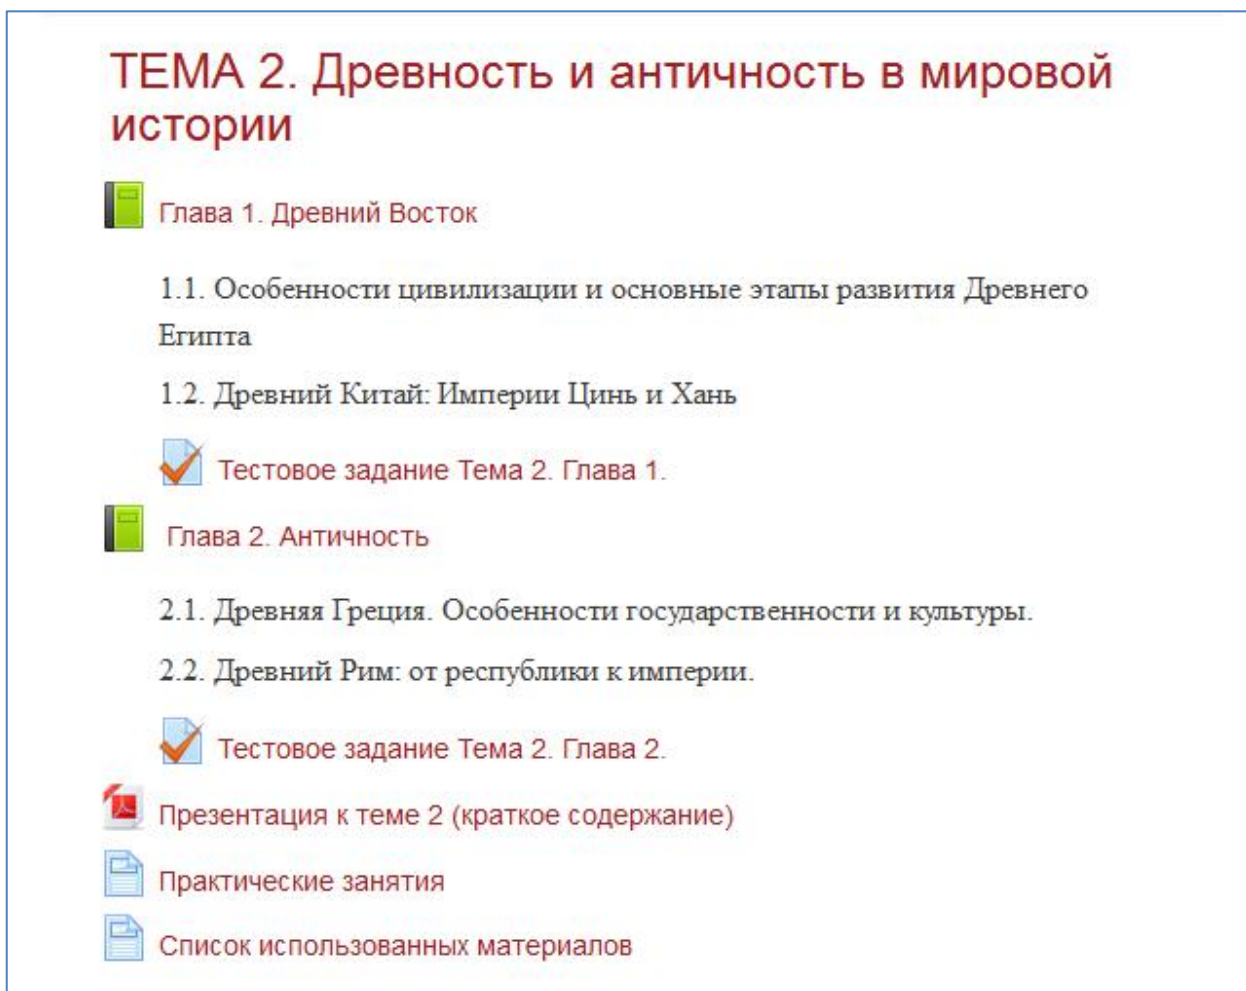 ТЕМА 2. Древность и античность в мировой
истории
Глава 1. Древний Восток
1.1. Особенности цивилизации и основные этапы развития Древнего
Египта
1.2. Древний Китай: Империи Цинь и Хань
Тестовое задание Тема 2. Глава 1.
Глава 2. Античность
2.1. Древняя Греция. Особенности государственности и культуры.
2.2. Древний Рим: от республики к империи.
Тестовое задание Тема 2. Глава 2.
Презентация к теме 2 (краткое содержание)
Практические занятия
Список использованных материалов